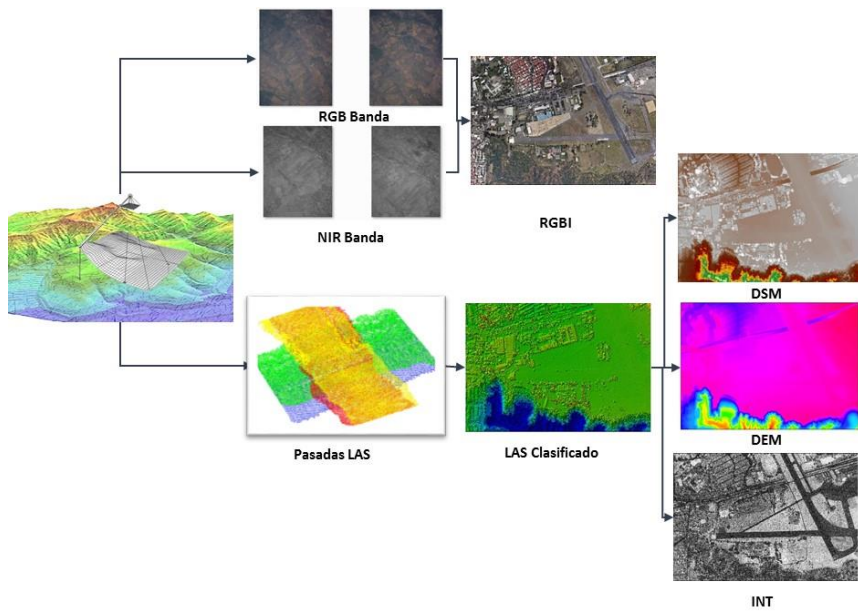 RGB Banda
NIR Banda
RGBI
DSM
Pasadas LAS
LAS Clasificado
DEM
INT